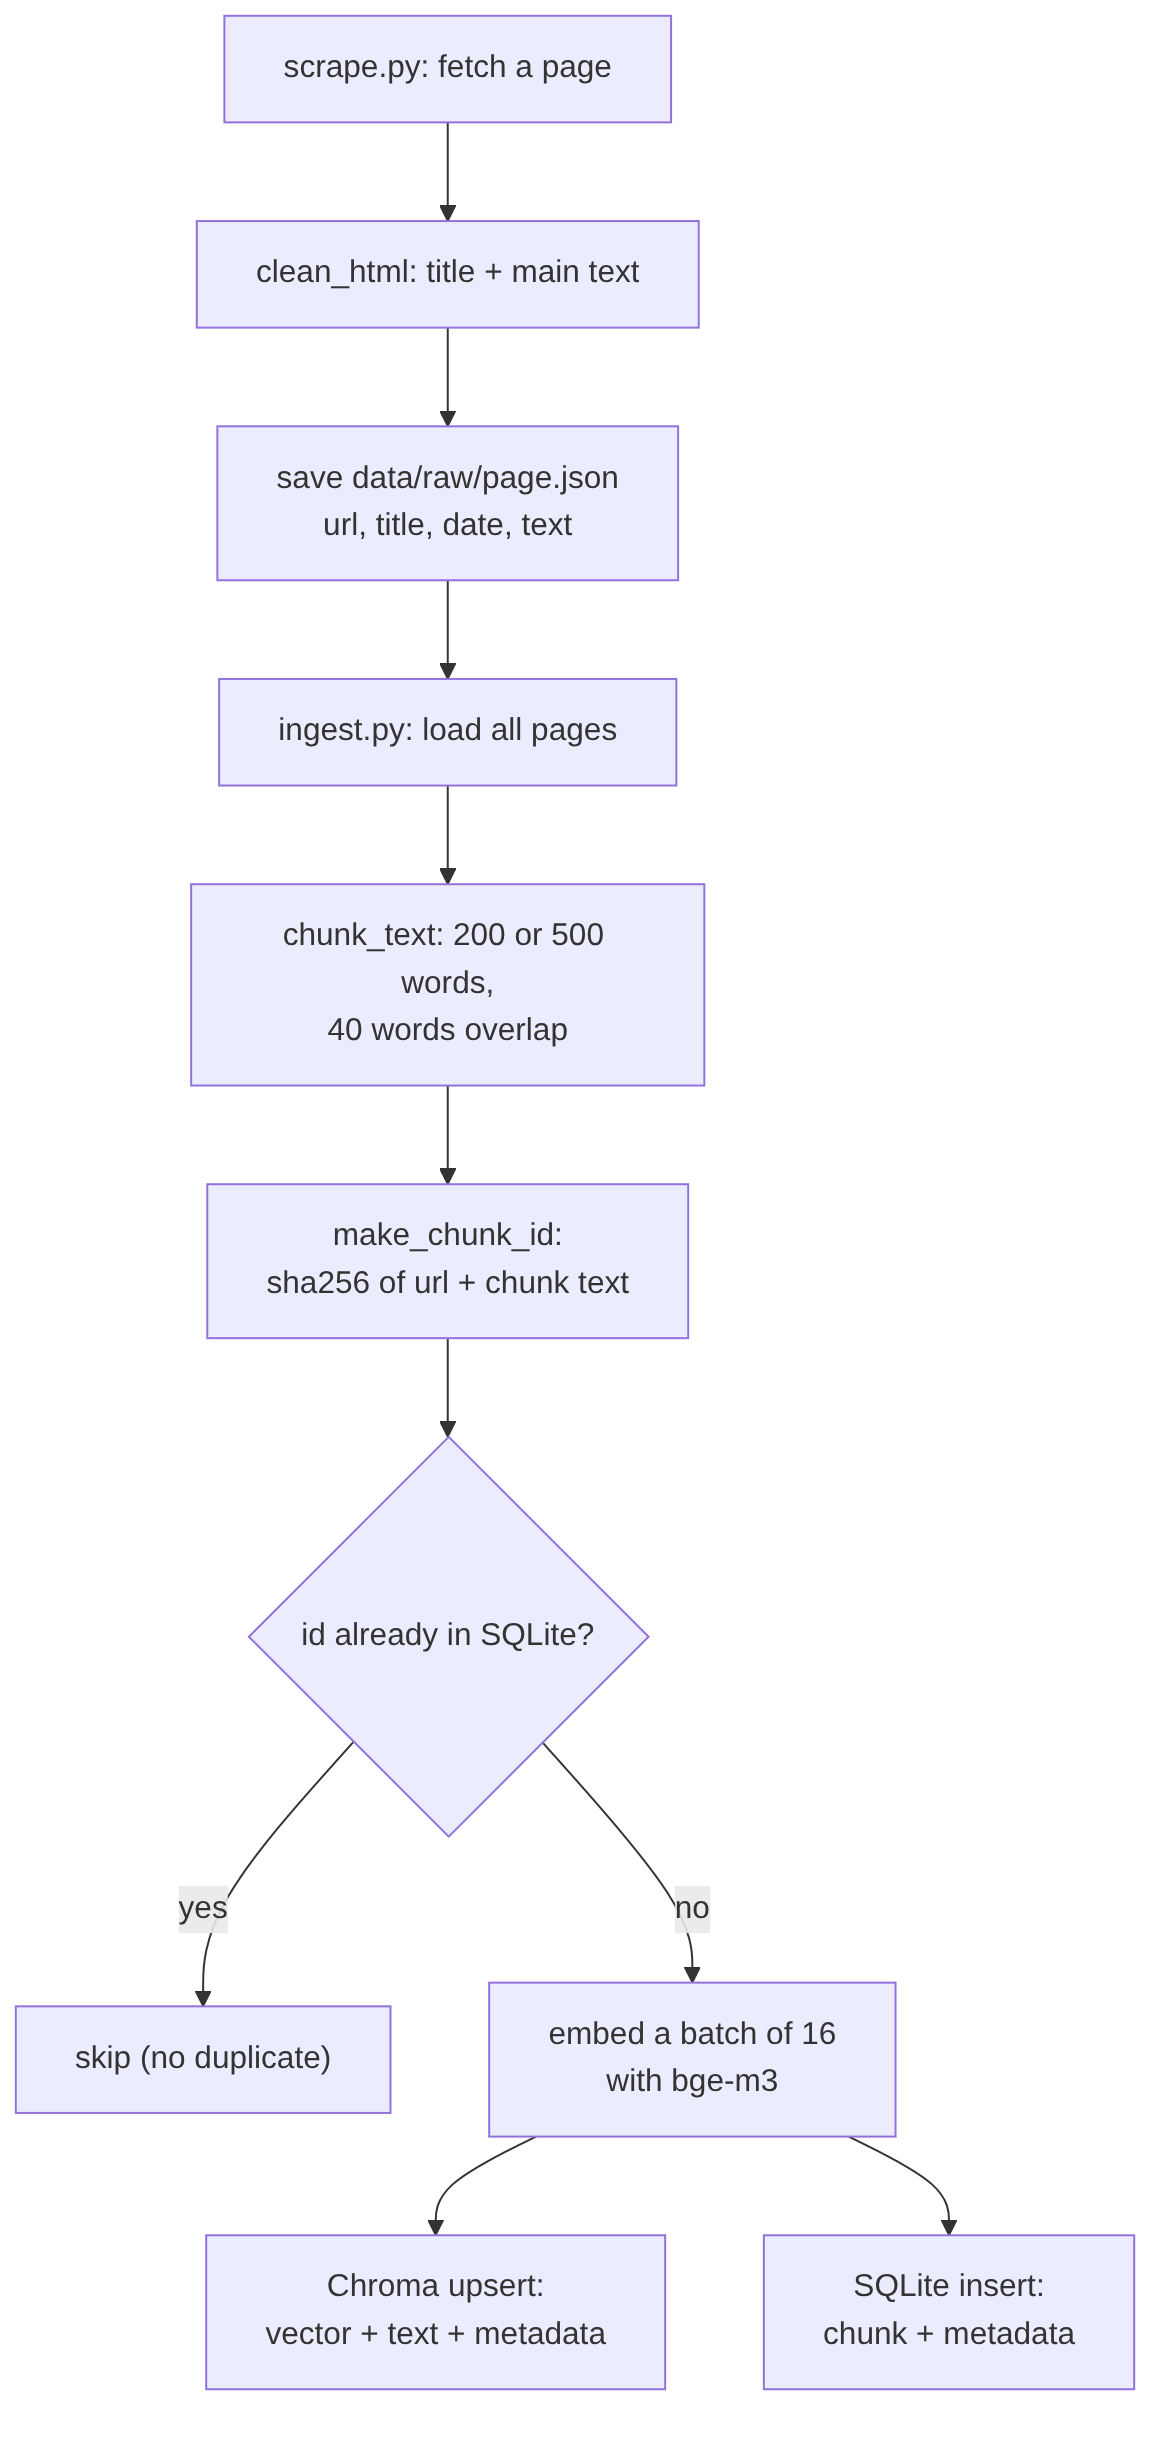 scrape.py: fetch a page
clean_html: title + main text
save data/raw/page.json
url, title, date, text
ingest.py: load all pages
chunk_text: 200 or 500
words,
40 words overlap
make_chunk_id:
sha256 of url + chunk text
id already in SQLite?
yes
no
skip (no duplicate)
embed a batch of 16
with bge-m3
Chroma upsert:
vector + text + metadata
SQLite insert:
chunk + metadata